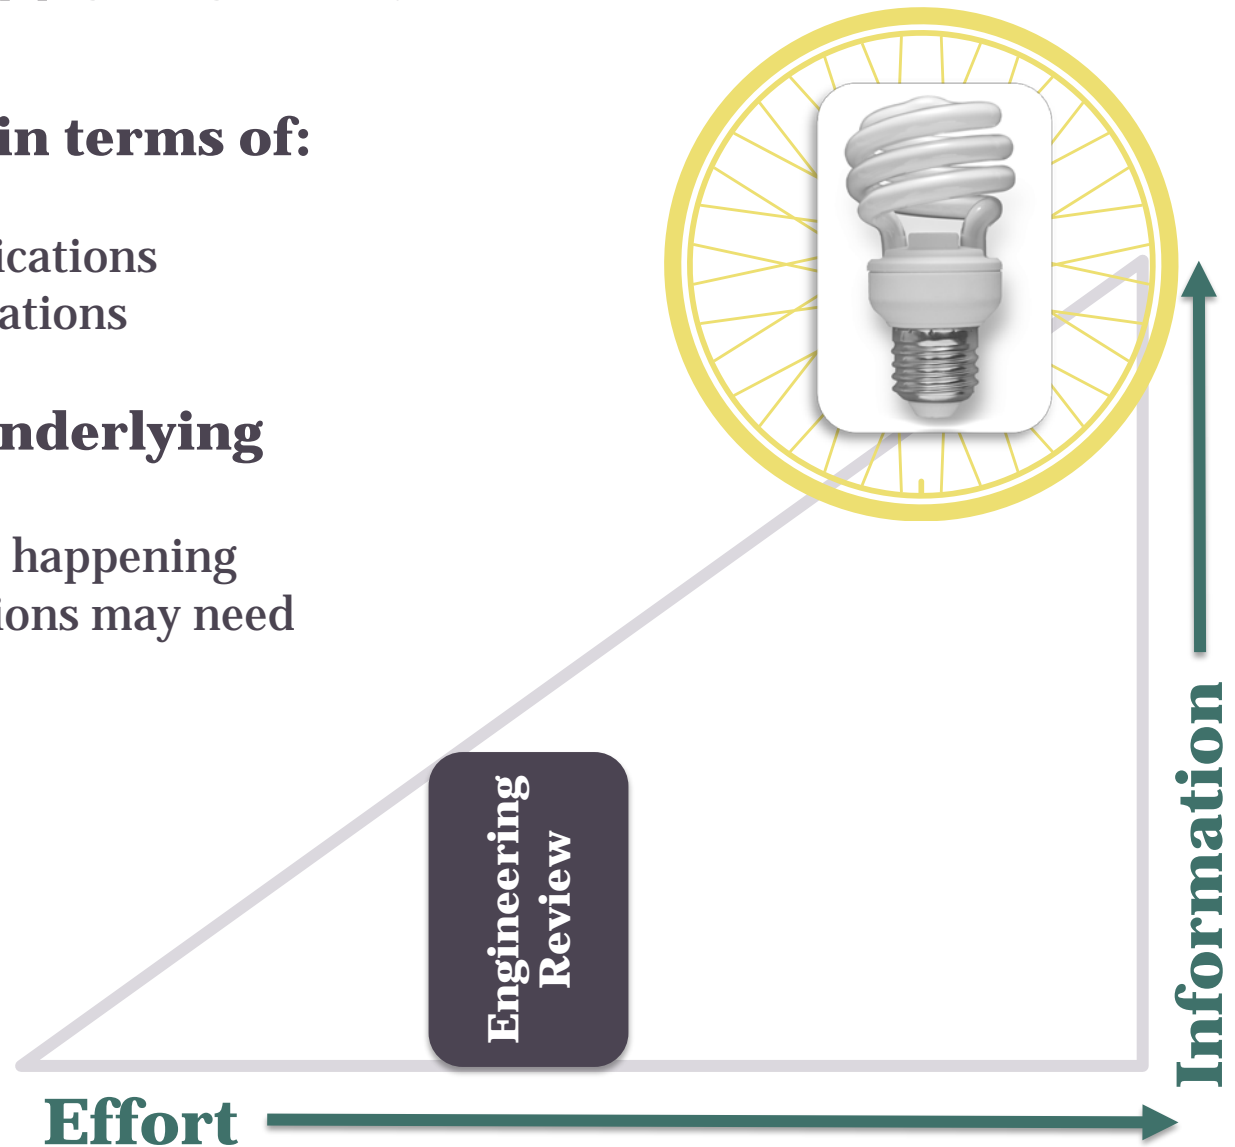 in terms of:
ications
ations
nderlying
happening
ions may need
Engineering
Review
Information
Effort